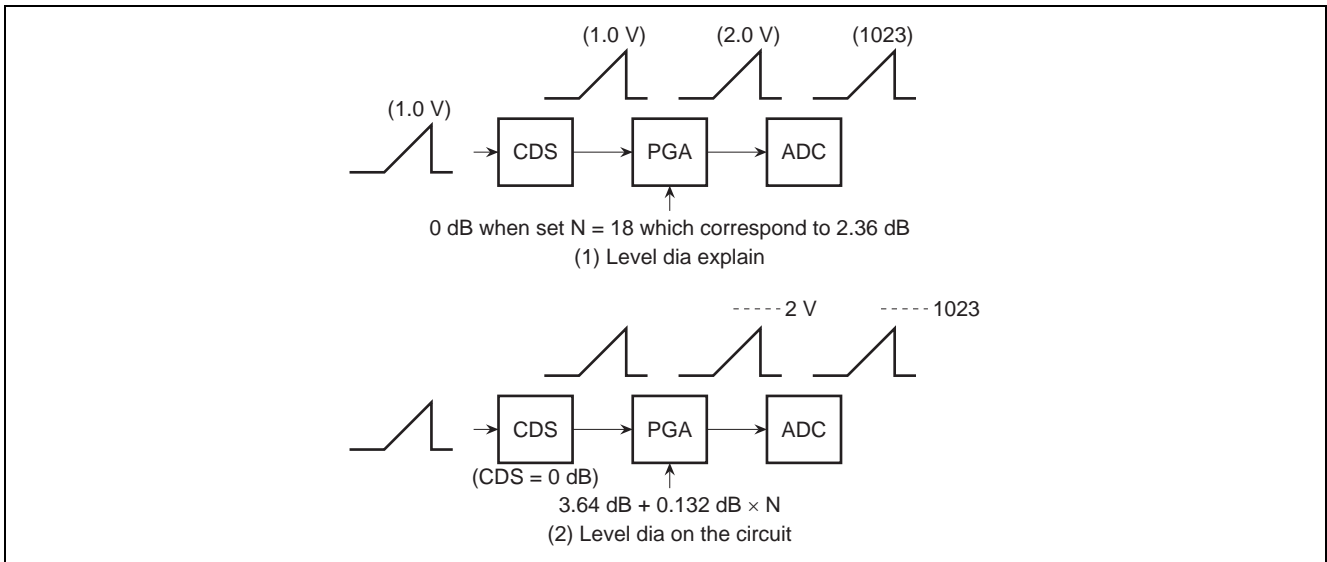 (1.0 V) (2.0 V) (1023)
(1.0 V)
CDS PGA ADC
0 dB when set N = 18 which correspond to 2.36 dB
(1) Level dia explain
2 V 1023
CDS PGA ADC
(CDS = 0 dB)
3.64 dB + 0.132 dB × N
(2) Level dia on the circuit